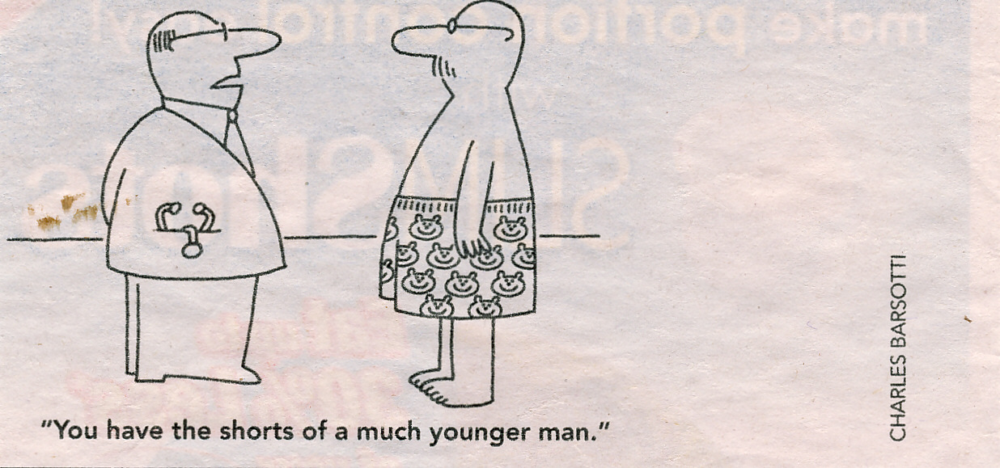 "You have the shorts of a much younger man."
CHARLES BARSOTTI